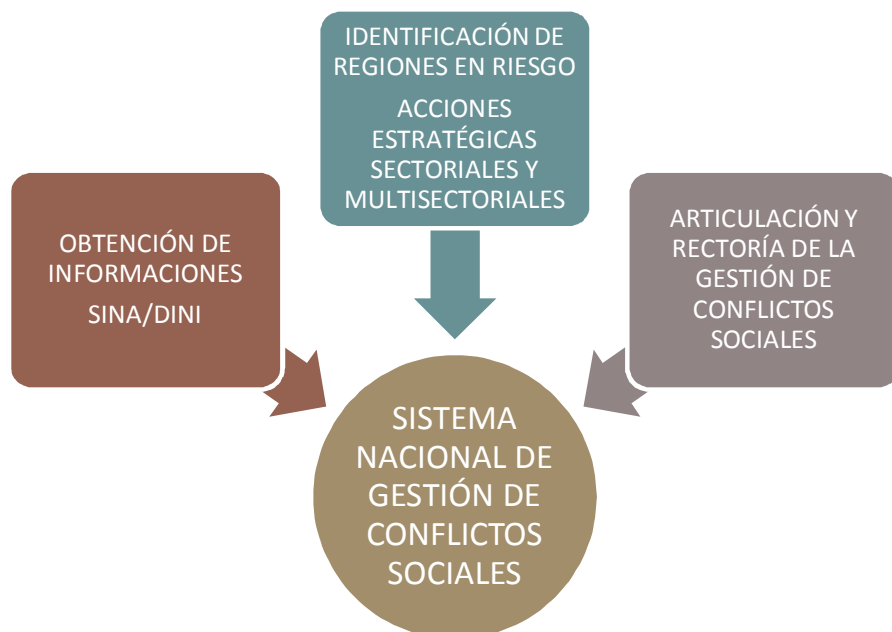 IDENTIFICACIÓN DE
REGIONES EN RIESGO
ACCIONES
ESTRATÉGICAS
SECTORIALES Y
MULTISECTORIALES
OBTENCIÓN DE
INFORMACIONES
SINA/DINI
ARTICULACIÓN Y
RECTORÍA DE LA
GESTIÓN DE
CONFLICTOS
SOCIALES
SISTEMA
NACIONAL DE
GESTIÓN DE
CONFLICTOS
SOCIALES